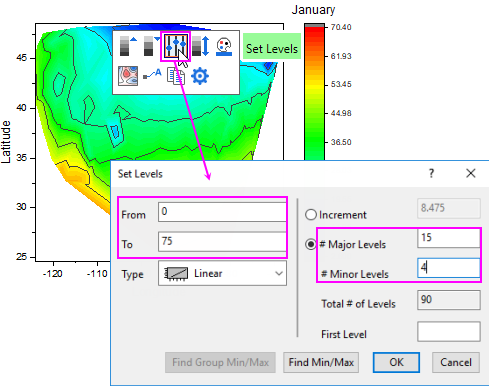 January
Set Levels
70.40
61.93
53.45
44.98
36.50
Latitude
45
40
35
30
25
-120
-110
Set Levels
? ×
From 0
To 75
Type Linear
Increment 8.475
# Major Levels 15
# Minor Levels 4
Total # of Levels 90
First Level
Find Group Min/Max Find Min/Max OK Cancel